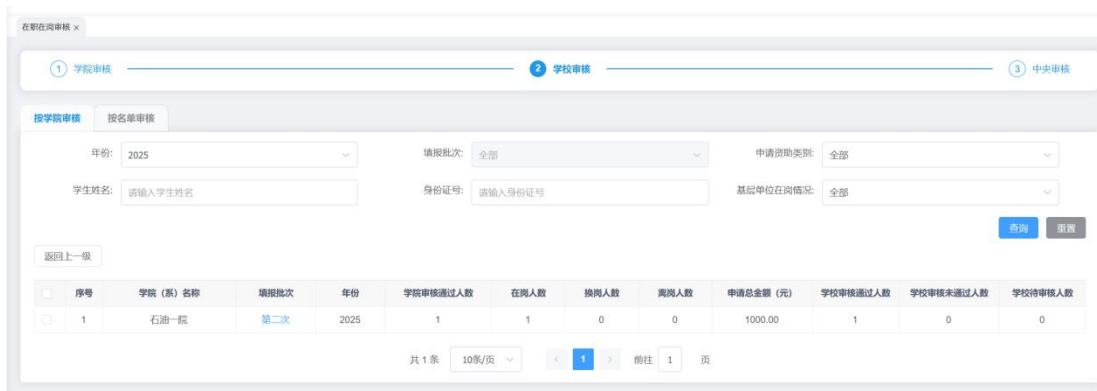 在职在岗审核 ×
1 学院审核 2 学校审核 3 中央审核
按学院审核 按名单审核
年份: 2025 填报批次: 全部 申请资助类别: 全部
学生姓名: 请输入学生姓名 身份证号: 请输入身份证号 基层单位在岗情况: 全部
查询 重置
返回上一级
序号 学院（系）名称 填报批次 年份 学院审核通过人数 在岗人数 换岗人数 离岗人数 申请总金额（元） 学校审核通过人数 学校审核未通过人数 学校待审核人数
1 石油一院 第二次 2025 1 1 0 0 1000.00 1 0 0
共 1 条 10条/页 < 1 > 前往 1 页